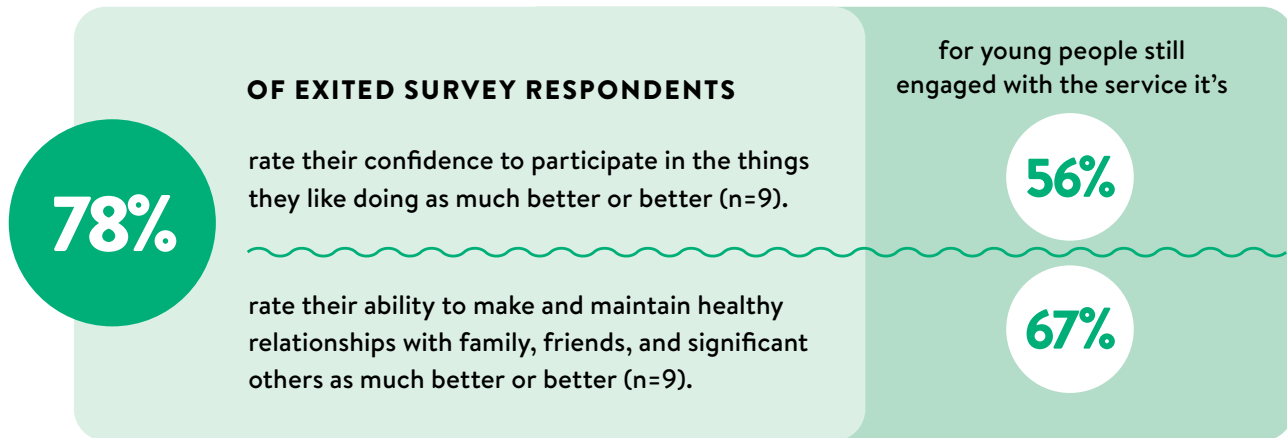 78%
OF EXITED SURVEY RESPONDENTS
rate their confidence to participate in the things
they like doing as much better or better (n=9).
rate their ability to make and maintain healthy
relationships with family, friends, and significant
others as much better or better (n=9).
for young people still
engaged with the service it’s
56%
67%